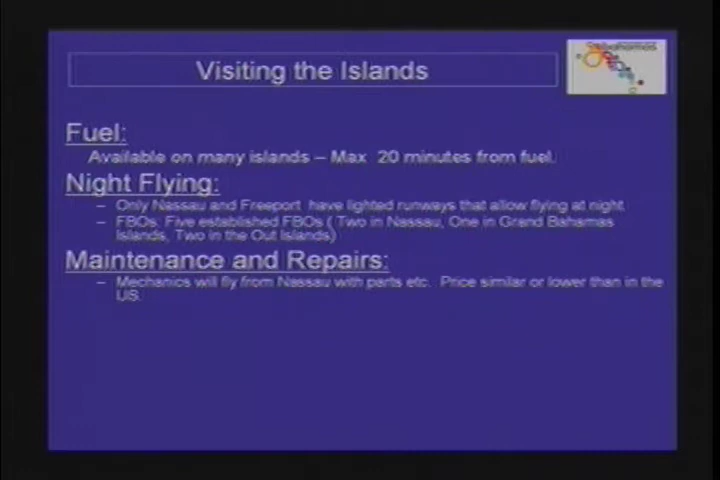 bahamas
Visiting the Islands
Fuel:
Available on many islands – Max 20 minutes from fuel.
Night Flying:
– Only Nassau and Freeport have lighted runways that allow flying at night.
– FBOs: Five established FBOs ( Two in Nassau, One in Grand Bahamas
Islands, Two in the Out Islands)
Maintenance and Repairs:
– Mechanics will fly from Nassau with parts etc. Price similar or lower than in the
US.